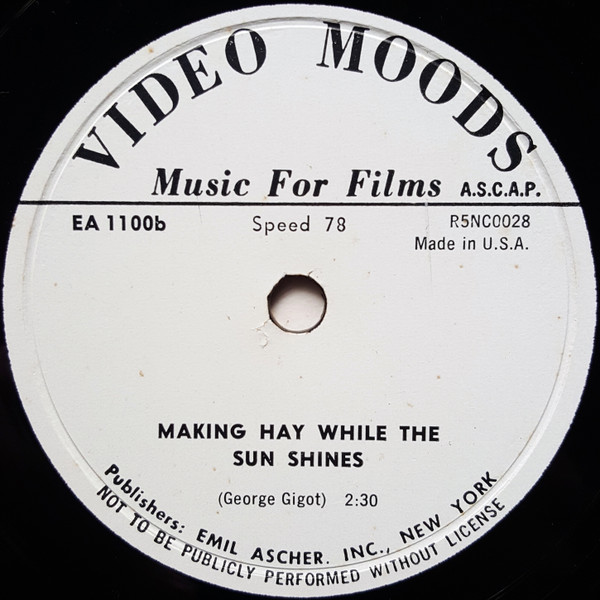 VIDEO MOODS
Music For Films A.S.C.A.P.
EA 1100b Speed 78 R5NC0028
Made in U.S.A.
MAKING HAY WHILE THE
SUN SHINES
(George Gigot) 2:30
Publishers: EMIL ASCHER. INC., NEW YORK
NOT TO BE PUBLICLY PERFORMED WITHOUT LICENSE